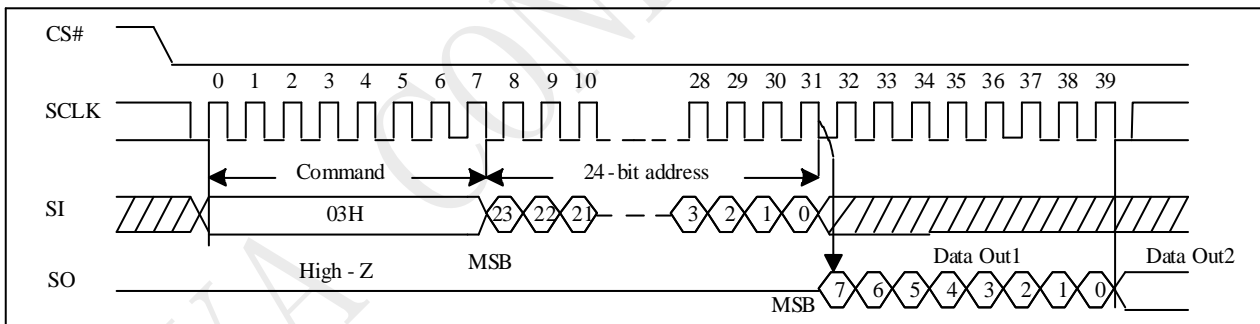 CS#
0 1 2 3 4 5 6 7 8 9 10 28 29 30 31 32 33 34 35 36 37 38 39
SCLK
Command 24-bit address
SI 03H 23 22 21 3 2 1 0
High - Z MSB Data Out1 Data Out2
SO MSB 7 6 5 4 3 2 1 0